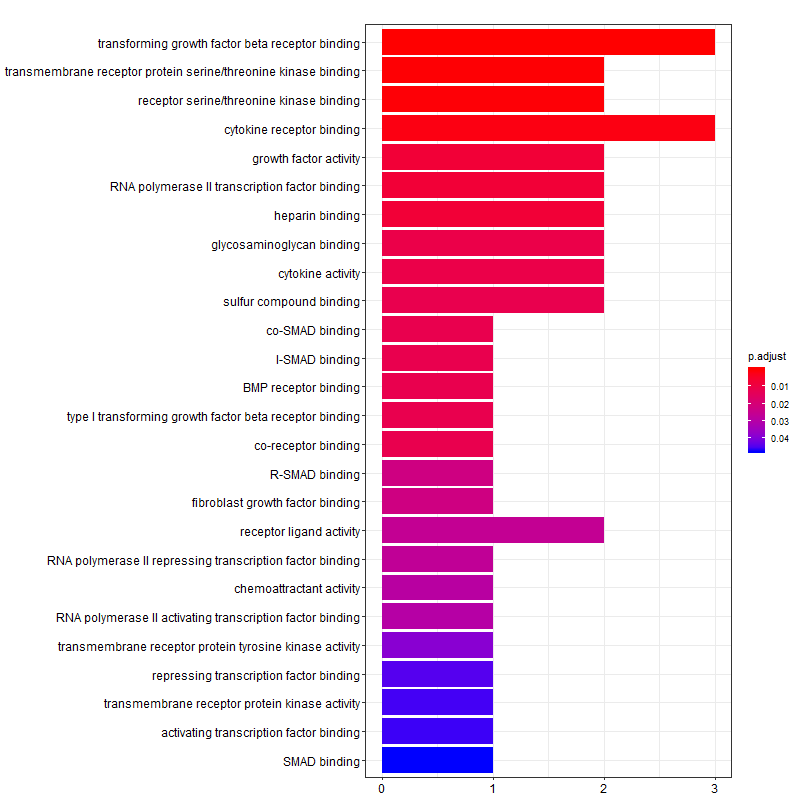 transforming growth factor beta receptor binding
transmembrane receptor protein serine/threonine kinase binding
receptor serine/threonine kinase binding
cytokine receptor binding
growth factor activity
RNA polymerase II transcription factor binding
heparin binding
glycosaminoglycan binding
cytokine activity
sulfur compound binding
co-SMAD binding
I-SMAD binding
BMP receptor binding
type I transforming growth factor beta receptor binding
co-receptor binding
R-SMAD binding
fibroblast growth factor binding
receptor ligand activity
RNA polymerase II repressing transcription factor binding
chemoattractant activity
RNA polymerase II activating transcription factor binding
transmembrane receptor protein tyrosine kinase activity
repressing transcription factor binding
transmembrane receptor protein kinase activity
activating transcription factor binding
SMAD binding
0 1 2 3
p.adjust
0.01
0.02
0.03
0.04